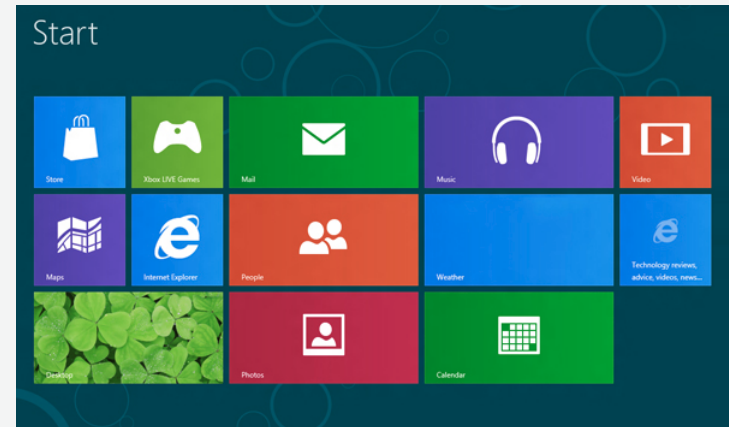 Start
Store
Xbox LIVE Games
Mail
Music
Video
Maps
Internet Explorer
People
Weather
Technology reviews,
advice, videos, news...
Desktop
Photos
Calendar